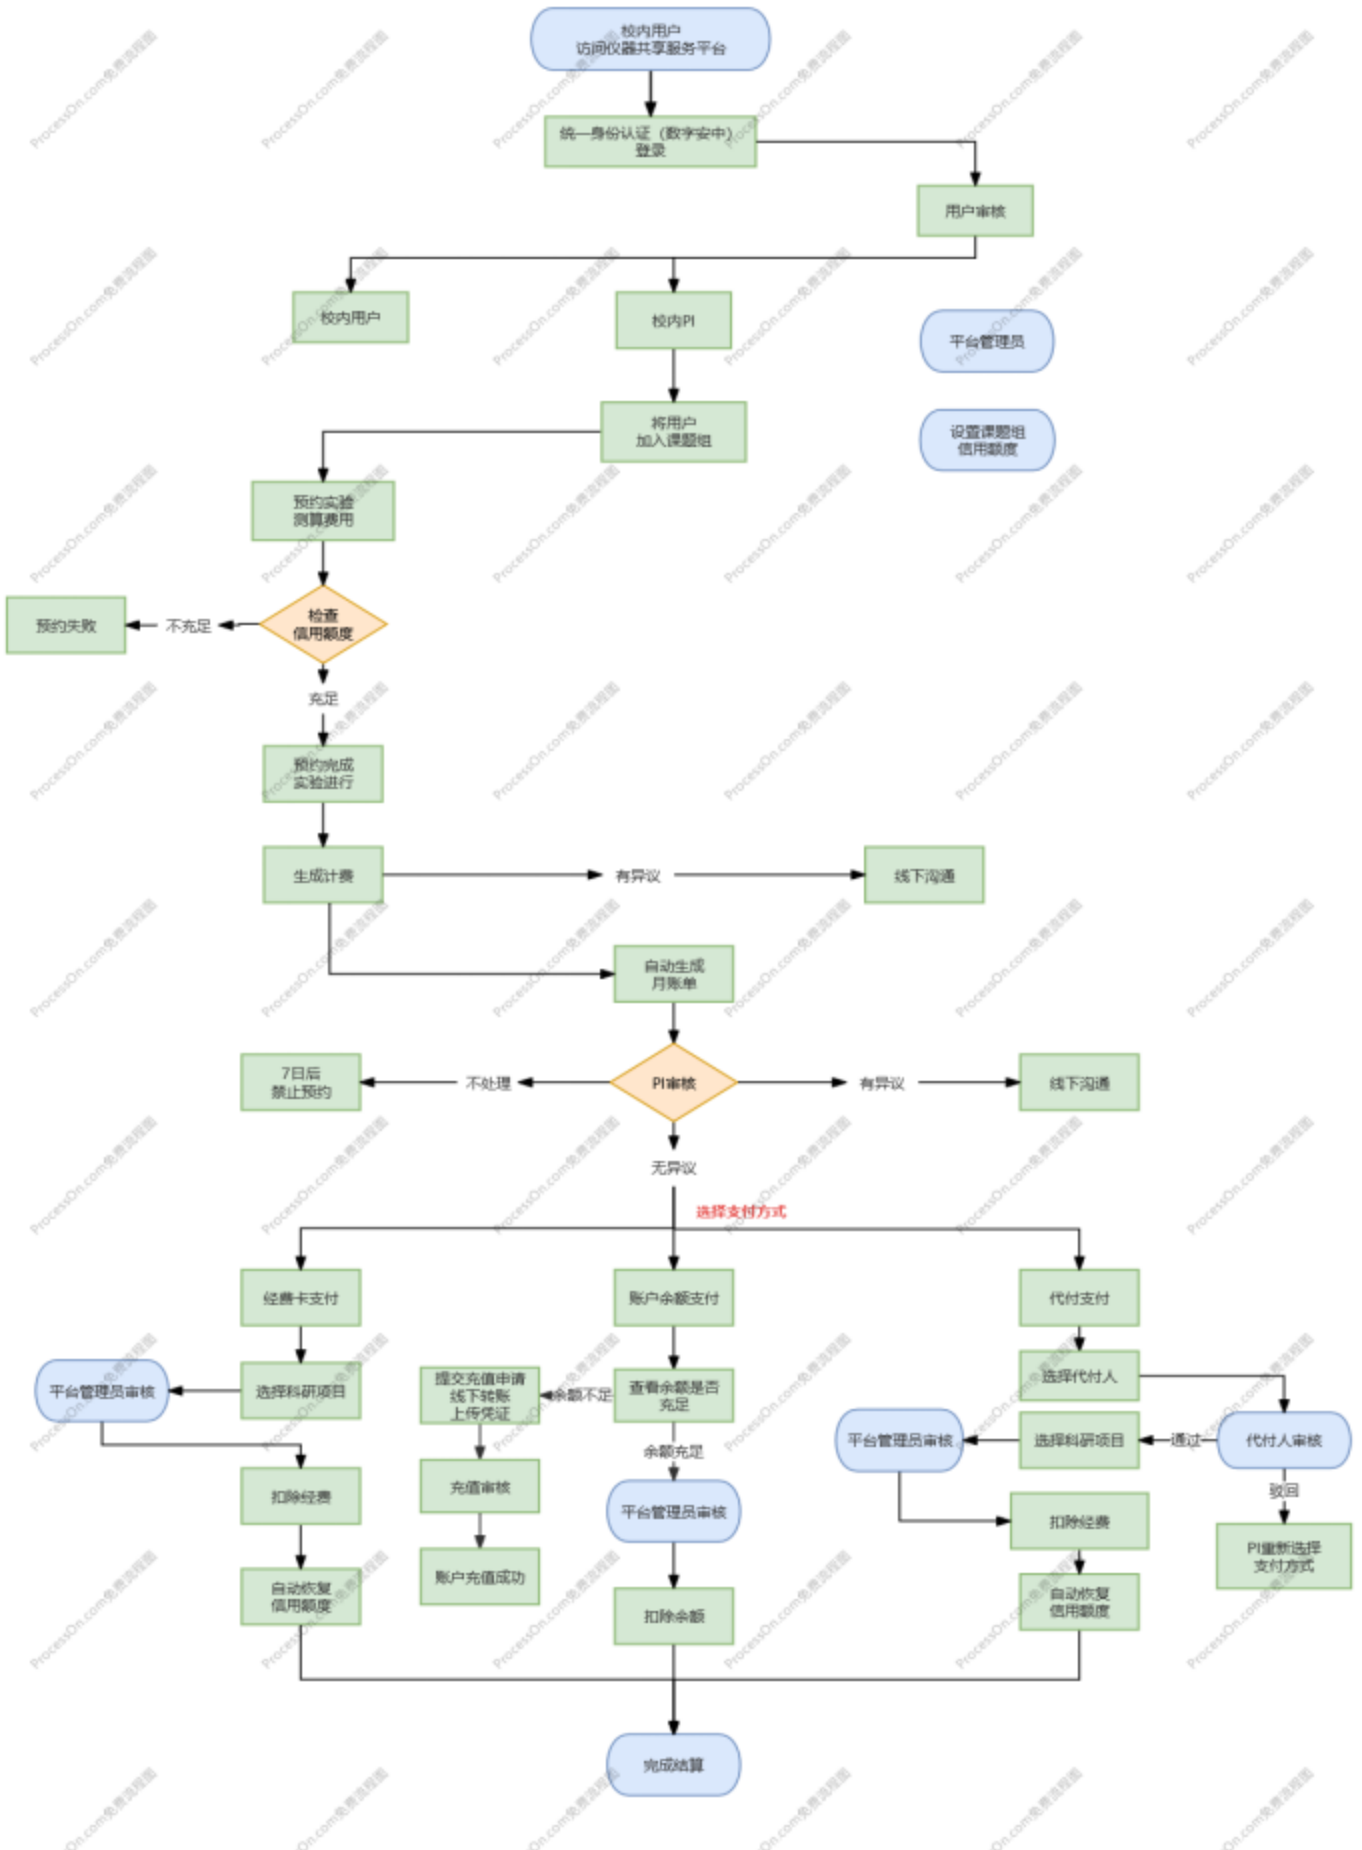 校内用户
访问仪器共享服务平台
统一身份认证（数字安中）
登录
用户审核
校内用户
校内PI
平台管理员
将用户
加入课题组
设置课题组
信用额度
预约实验
测算费用
检查
信用额度
不充足
预约失败
充足
预约完成
实验进行
生成计费
有异议
线下沟通
自动生成
月账单
7日后
禁止预约
不处理
PI审核
有异议
线下沟通
无异议
选择支付方式
经费卡支付
账户余额支付
代付支付
平台管理员审核
选择科研项目
提交充值申请
线下转账
上传凭证
余额不足
查看余额是否
充足
选择代付人
平台管理员审核
选择科研项目
通过
代付人审核
余额充足
扣除经费
充值审核
平台管理员审核
驳回
扣除经费
PI重新选择
支付方式
自动恢复
信用额度
账户充值成功
扣除余额
自动恢复
信用额度
完成结算
ProcessOn.com免费流程图